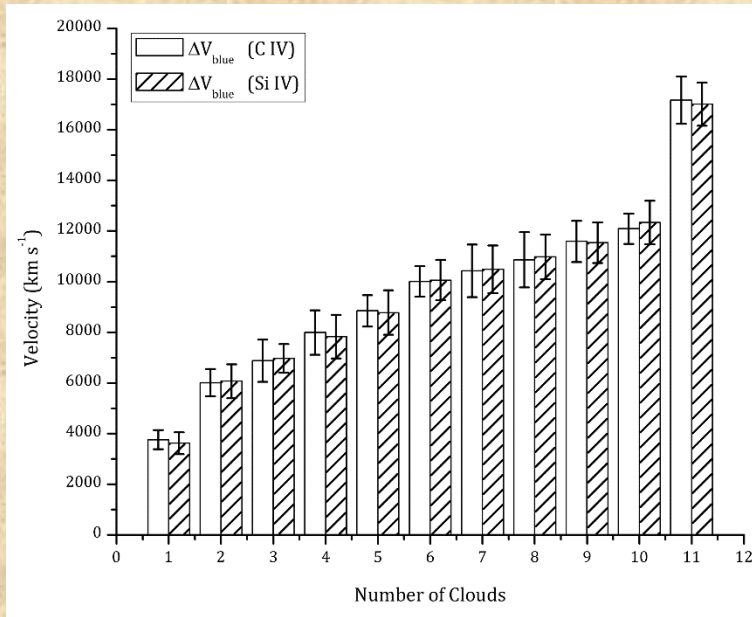 ΔV_blue (C IV)
ΔV_blue (Si IV)
20000
18000
16000
14000
12000
10000
8000
6000
4000
2000
0
Velocity (km s⁻¹)
0 1 2 3 4 5 6 7 8 9 10 11 12
Number of Clouds